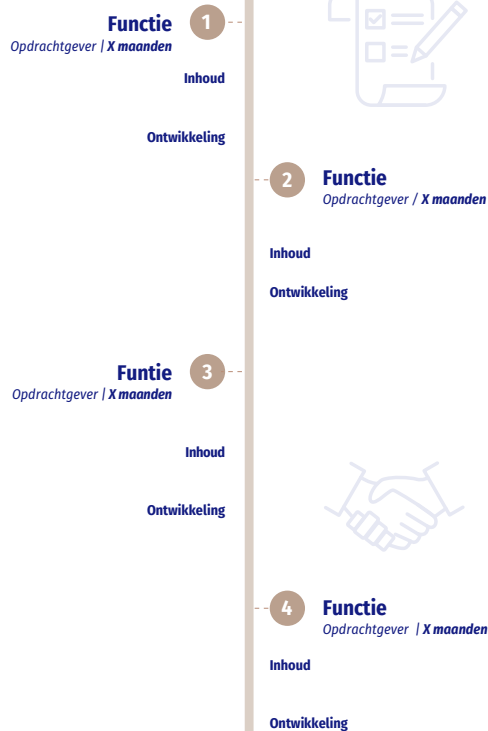 1
Functie
Opdrachtgever | X maanden
Inhoud
Ontwikkeling
2
Functie
Opdrachtgever / X maanden
Inhoud
Ontwikkeling
3
Funtie
Opdrachtgever | X maanden
Inhoud
Ontwikkeling
4
Functie
Opdrachtgever | X maanden
Inhoud
Ontwikkeling